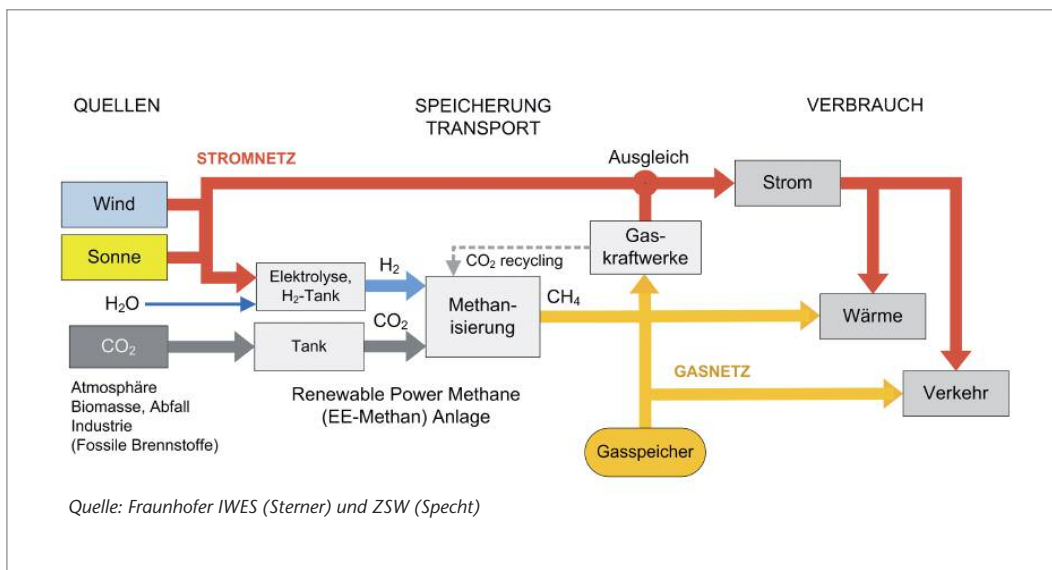 QUELLEN
SPEICHERUNG
TRANSPORT
VERBRAUCH
STROMNETZ
Ausgleich
Wind
Strom
Sonne
Gas-
kraftwerke
CO₂ recycling
Elektrolyse,
H₂-Tank
H₂
H₂O
Methan-
isierung
CH₄
Wärme
CO₂
CO₂
Tank
GASNETZ
Verkehr
Atmosphäre
Biomasse, Abfall
Industrie
(Fossile Brennstoffe)
Renewable Power Methane
(EE-Methan) Anlage
Gasspeicher
Quelle: Fraunhofer IWES (Sterner) und ZSW (Specht)